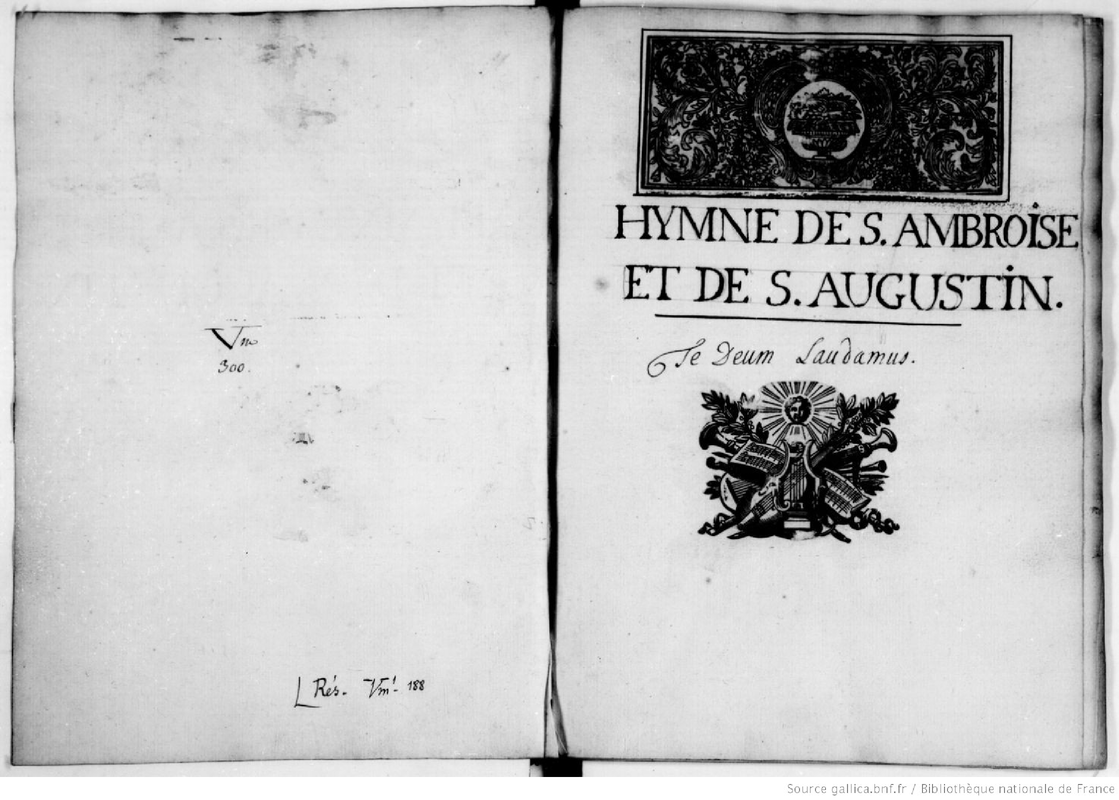 Vm
300.
Rés. Vm¹. 188
HYMNE DE S. AMBROISE
ET DE S. AUGUSTIN.
Te Deum Laudamus.
Source gallica.bnf.fr / Bibliothèque nationale de France